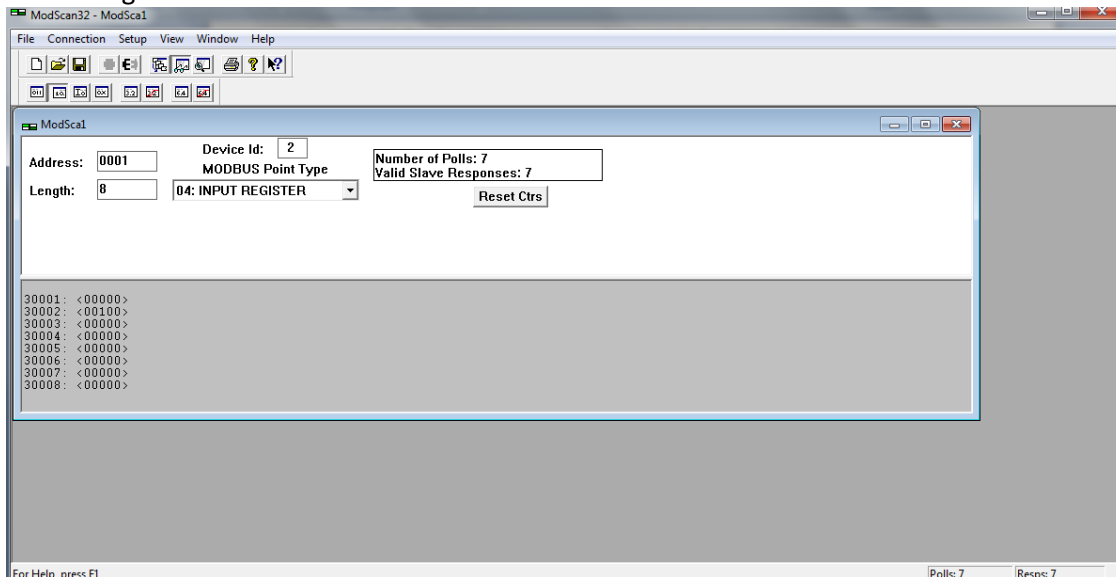 ModScan32 - ModSca1
File Connection Setup View Window Help
ModSca1
Address: 0001
Device Id: 2
MODBUS Point Type
Length: 8
04: INPUT REGISTER
Number of Polls: 7
Valid Slave Responses: 7
Reset Ctrs
30001: <00000>
30002: <00100>
30003: <00000>
30004: <00000>
30005: <00000>
30006: <00000>
30007: <00000>
30008: <00000>
For Help, press F1
Polls: 7
Resps: 7